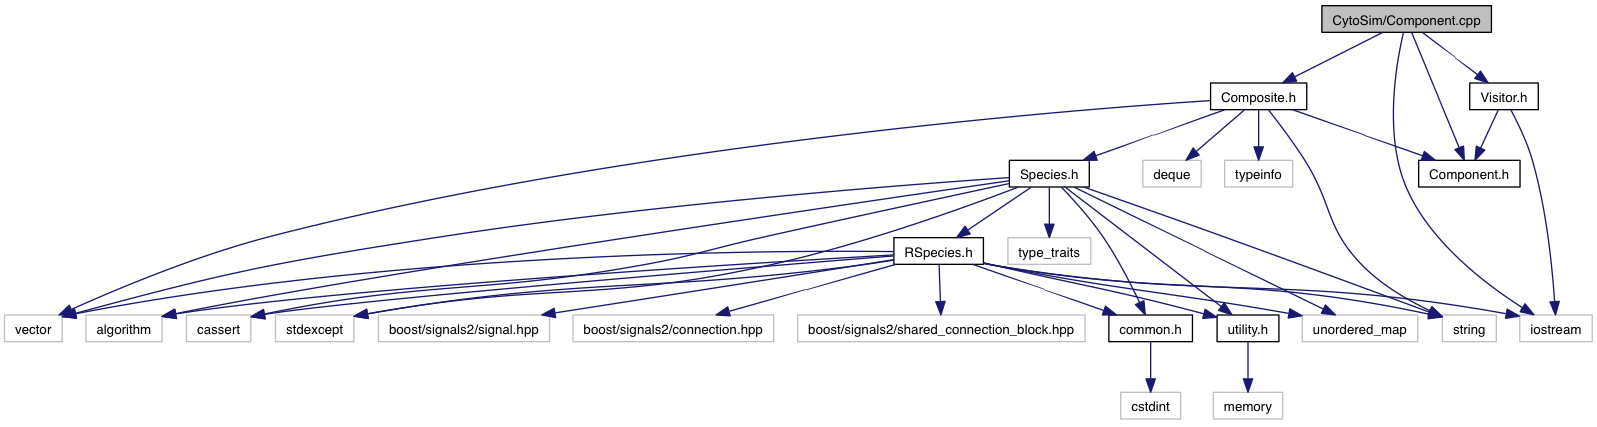 CytoSim/Component.cpp
Composite.h
Visitor.h
Species.h
deque
typeinfo
Component.h
RSpecies.h
type_traits
vector
algorithm
cassert
stdexcept
boost/signals2/signal.hpp
boost/signals2/connection.hpp
boost/signals2/shared_connection_block.hpp
common.h
utility.h
unordered_map
string
iostream
cstdint
memory